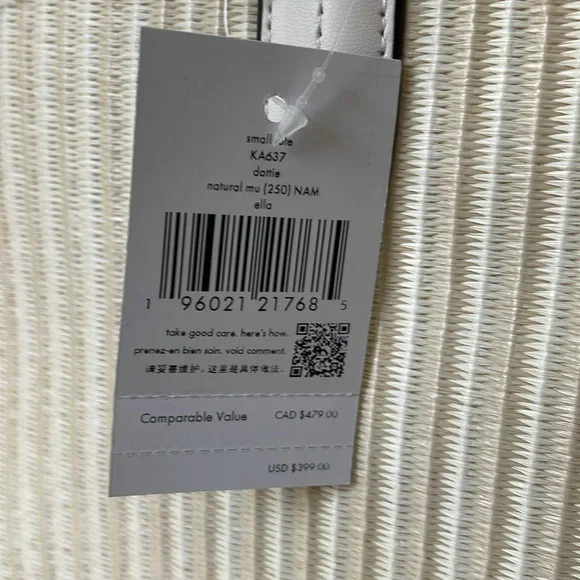 small tote
KA637
dottie
natural mu (250) NAM
ella
1 96021 21768 5
take good care. here's how.
prenez-en bien soin. voici comment.
请妥善维护。这里是具体做法。
Comparable Value CAD $479.00
USD $399.00